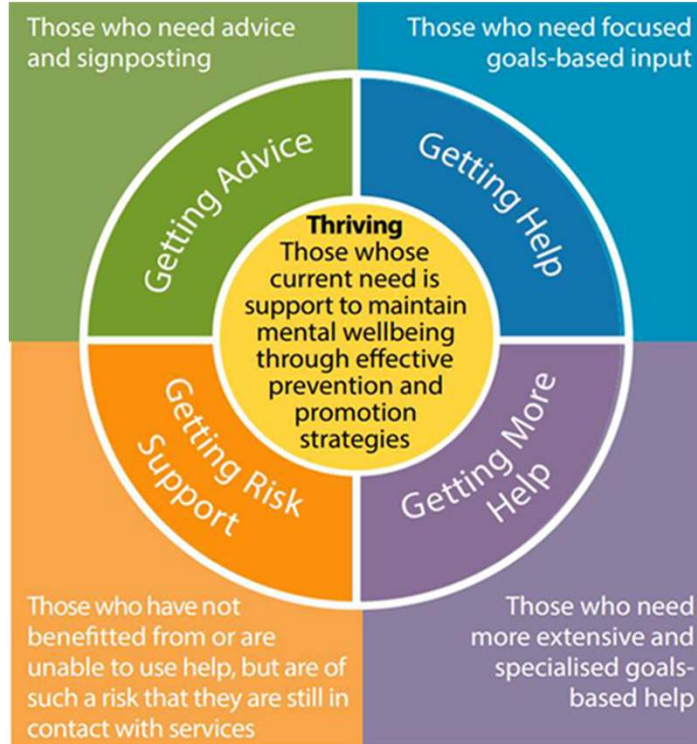 Those who need advice
and signposting
Those who need focused
goals-based input
Getting Advice
Getting Help
Thriving
Those whose
current need is
support to maintain
mental wellbeing
through effective
prevention and
promotion
strategies
Getting Risk
Support
Getting More
Help
Those who have not
benefitted from or are
unable to use help, but are of
such a risk that they are still in
contact with services
Those who need
more extensive and
specialised goals-
based help